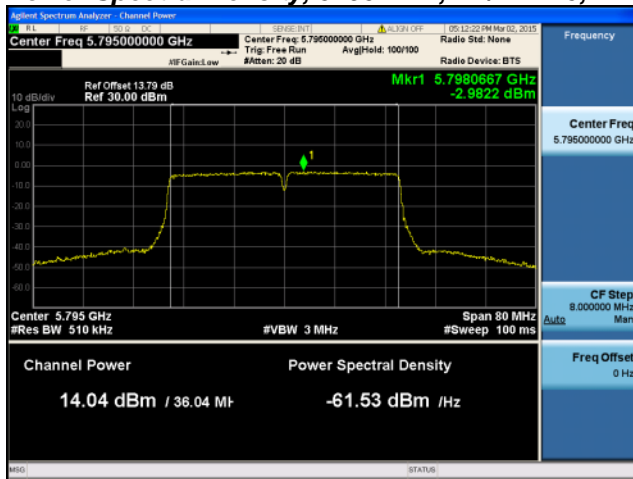 Agilent Spectrum Analyzer - Channel Power
RL RF 50 Ω DC SENSE:INT ALIGN OFF 05:12:22 PM Mar 02, 2015
Center Freq 5.795000000 GHz
Center Freq: 5.795000000 GHz Radio Std: None
Trig: Free Run Avg|Hold: 100/100
#IFGain:Low #Atten: 20 dB Radio Device: BTS
Frequency
Mkr1 5.7980667 GHz
-2.9822 dBm
Ref Offset 13.79 dB
10 dB/div Ref 30.00 dBm
Log
20.0
10.0
0.00
-10.0
-20.0
-30.0
-40.0
-50.0
-60.0
1
Center 5.795 GHz Span 80 MHz
#Res BW 510 kHz #VBW 3 MHz #Sweep 100 ms
Channel Power Power Spectral Density
14.04 dBm / 36.04 MH -61.53 dBm /Hz
Center Freq
5.795000000 GHz
CF Step
8.000000 MHz
Auto Man
Freq Offset
0 Hz
MSG STATUS